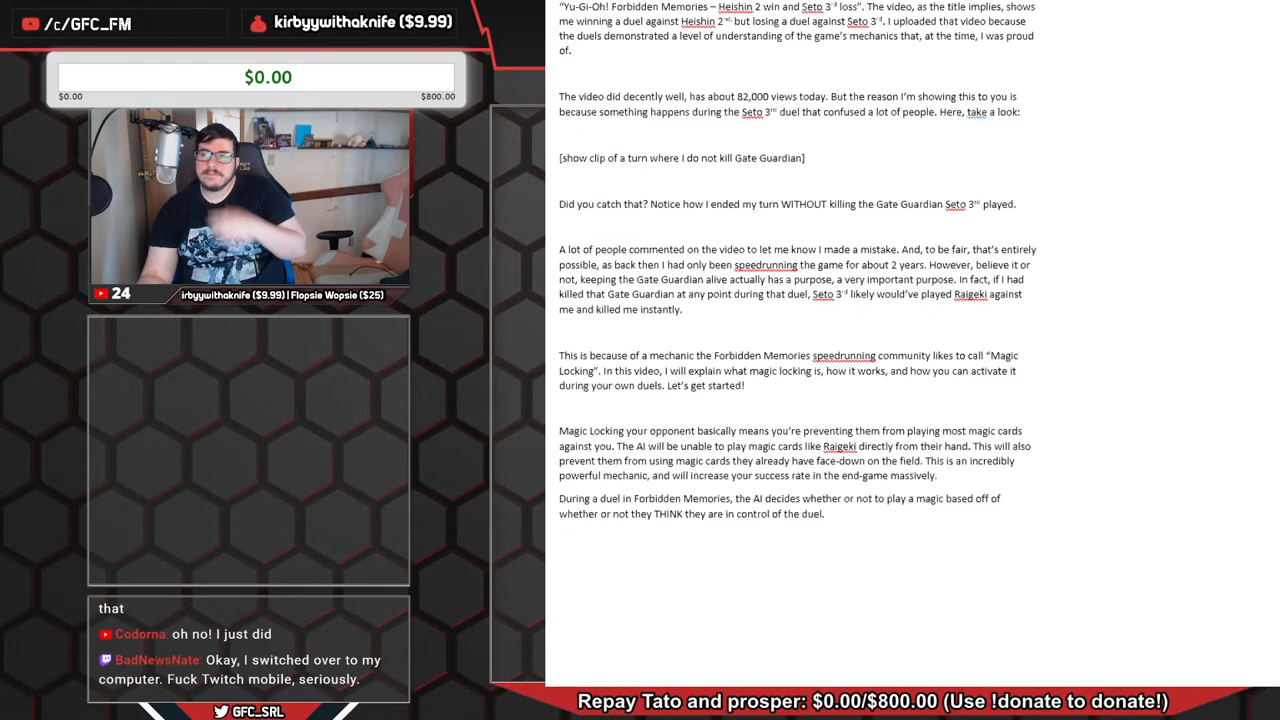 /c/GFC_FM
kirbyywithaknife ($9.99)
$0.00
$0.00
$800.00
24
irbyywithaknife ($9.99) | Flopsie Wopsie ($25)
that
Codorna: oh no! I just did
BadNewsNate: Okay, I switched over to my
computer. Fuck Twitch mobile, seriously.
GFC_SRL
"Yu-Gi-Oh! Forbidden Memories – Heishin 2 win and Seto 3rd loss". The video, as the title implies, shows
me winning a duel against Heishin 2nd, but losing a duel against Seto 3rd. I uploaded that video because
the duels demonstrated a level of understanding of the game's mechanics that, at the time, I was proud
of.
The video did decently well, has about 82,000 views today. But the reason I'm showing this to you is
because something happens during the Seto 3rd duel that confused a lot of people. Here, take a look:
[show clip of a turn where I do not kill Gate Guardian]
Did you catch that? Notice how I ended my turn WITHOUT killing the Gate Guardian Seto 3rd played.
A lot of people commented on the video to let me know I made a mistake. And, to be fair, that's entirely
possible, as back then I had only been speedrunning the game for about 2 years. However, believe it or
not, keeping the Gate Guardian alive actually has a purpose, a very important purpose. In fact, if I had
killed that Gate Guardian at any point during that duel, Seto 3rd likely would've played Raigeki against
me and killed me instantly.
This is because of a mechanic the Forbidden Memories speedrunning community likes to call "Magic
Locking". In this video, I will explain what magic locking is, how it works, and how you can activate it
during your own duels. Let's get started!
Magic Locking your opponent basically means you're preventing them from playing most magic cards
against you. The AI will be unable to play magic cards like Raigeki directly from their hand. This will also
prevent them from using magic cards they already have face-down on the field. This is an incredibly
powerful mechanic, and will increase your success rate in the end-game massively.
During a duel in Forbidden Memories, the AI decides whether or not to play a magic based off of
whether or not they THINK they are in control of the duel.
Repay Tato and prosper: $0.00/$800.00 (Use !donate to donate!)